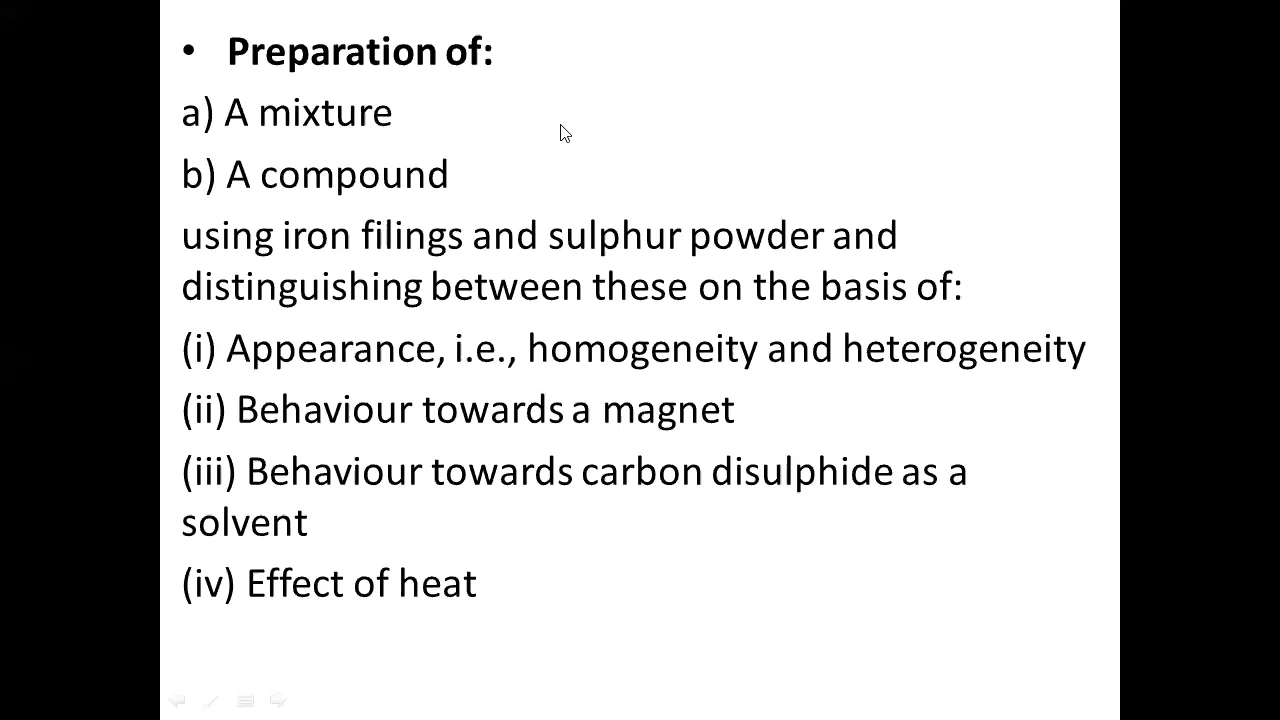 • Preparation of:
a) A mixture
b) A compound
using iron filings and sulphur powder and
distinguishing between these on the basis of:
(i) Appearance, i.e., homogeneity and heterogeneity
(ii) Behaviour towards a magnet
(iii) Behaviour towards carbon disulphide as a
solvent
(iv) Effect of heat